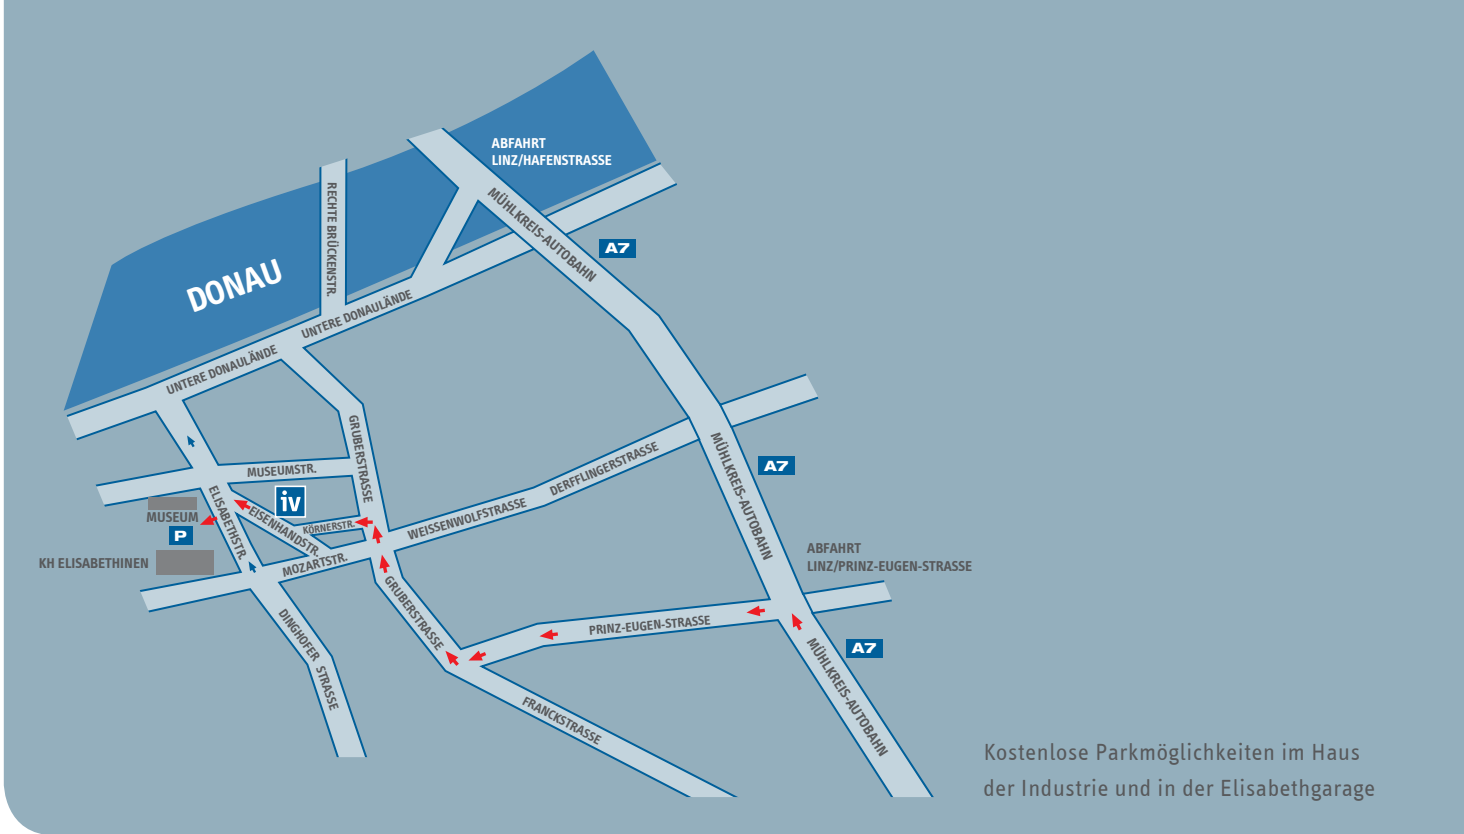 ABFAHRT
LINZ/HAFENSTRASSE
RECHTE BRÜCKENSTR.
MÜHLKREIS-AUTOBAHN
A7
DONAU
UNTERE DONAULÄNDE
UNTERE DONAULÄNDE
GRUBERSTRASSE
MUSEUMSTR.
MÜHLKREIS-AUTOBAHN
A7
DERFFLINGERSTRASSE
WEISSENWOLFSTRASSE
iv
MUSEUM
P
ELISABETHSTR.
EISENHANDSTR.
KÖRNERSTR.
MOZARTSTR.
KH ELISABETHINEN
ABFAHRT
LINZ/PRINZ-EUGEN-STRASSE
GRUBERSTRASSE
PRINZ-EUGEN-STRASSE
DINGHOFER STRASSE
A7
MÜHLKREIS-AUTOBAHN
FRANCKSTRASSE
Kostenlose Parkmöglichkeiten im Haus
der Industrie und in der Elisabethgarage